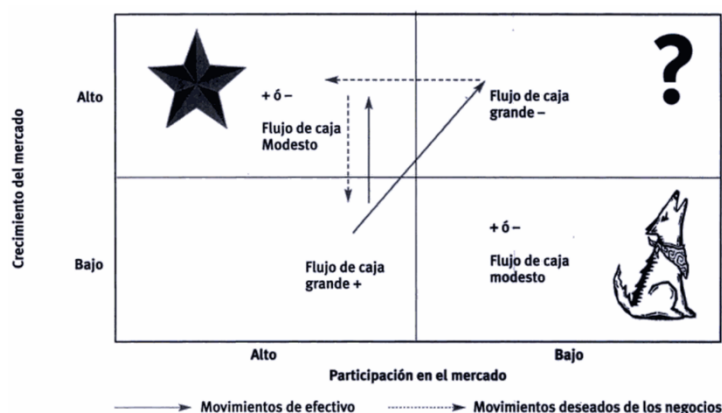 Crecimiento del mercado
Alto
Bajo
+ ó –
Flujo de caja
Modesto
Flujo de caja
grande –
?
Flujo de caja
grande +
+ ó –
Flujo de caja
modesto
Alto
Bajo
Participación en el mercado
Movimientos de efectivo
Movimientos deseados de los negocios